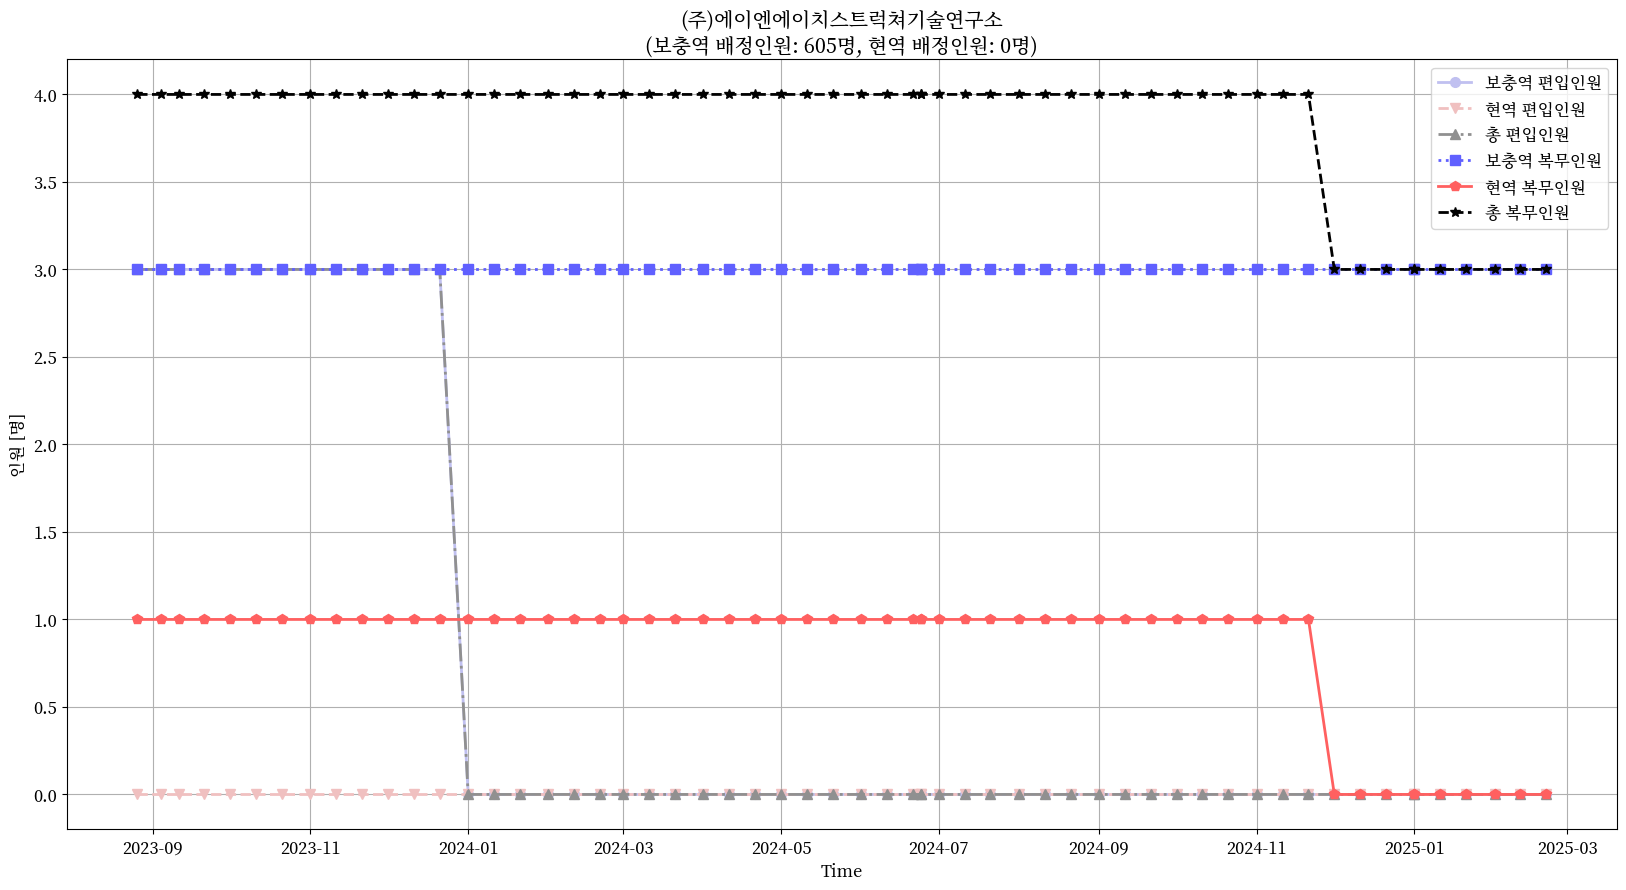 (주)에이엔에이치스트럭쳐기술연구소
(보충역 배정인원: 605명, 현역 배정인원: 0명)
보충역 편입인원
현역 편입인원
총 편입인원
보충역 복무인원
현역 복무인원
총 복무인원
인원 [명]
4.0
3.5
3.0
2.5
2.0
1.5
1.0
0.5
0.0
2023-09
2023-11
2024-01
2024-03
2024-05
2024-07
2024-09
2024-11
2025-01
2025-03
Time